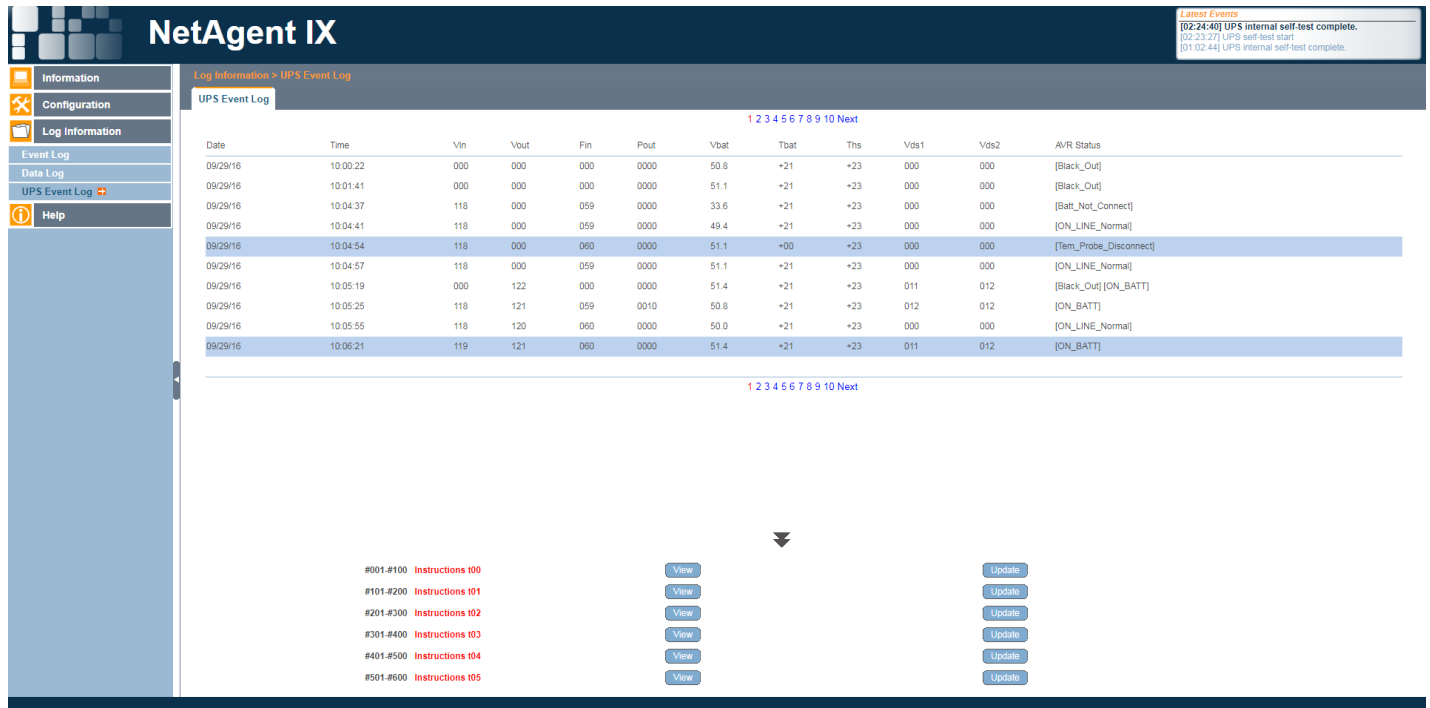 NetAgent IX
Latest Events
[02:24:40] UPS internal self-test complete.
[02:23:27] UPS self-test start
[01:02:44] UPS internal self-test complete.
Information
Configuration
Log Information
Event Log
Data Log
UPS Event Log
Help
Log Information > UPS Event Log
UPS Event Log
1 2 3 4 5 6 7 8 9 10 Next
Date Time Vin Vout Fin Pout Vbat Tbat Ths Vds1 Vds2 AVR Status
09/29/16 10:00:22 000 000 000 0000 50.8 +21 +23 000 000 [Black_Out]
09/29/16 10:01:41 000 000 000 0000 51.1 +21 +23 000 000 [Black_Out]
09/29/16 10:04:37 118 000 059 0000 33.6 +21 +23 000 000 [Batt_Not_Connect]
09/29/16 10:04:41 118 000 059 0000 49.4 +21 +23 000 000 [ON_LINE_Normal]
09/29/16 10:04:54 118 000 060 0000 51.1 +00 +23 000 000 [Tem_Probe_Disconnect]
09/29/16 10:04:57 118 000 059 0000 51.1 +21 +23 000 000 [ON_LINE_Normal]
09/29/16 10:05:19 000 122 000 0000 51.4 +21 +23 011 012 [Black_Out] [ON_BATT]
09/29/16 10:05:25 118 121 059 0010 50.8 +21 +23 012 012 [ON_BATT]
09/29/16 10:05:55 118 120 060 0000 50.0 +21 +23 000 000 [ON_LINE_Normal]
09/29/16 10:06:21 119 121 060 0000 51.4 +21 +23 011 012 [ON_BATT]
1 2 3 4 5 6 7 8 9 10 Next
#001-#100 Instructions t00 View Update
#101-#200 Instructions t01 View Update
#201-#300 Instructions t02 View Update
#301-#400 Instructions t03 View Update
#401-#500 Instructions t04 View Update
#501-#600 Instructions t05 View Update